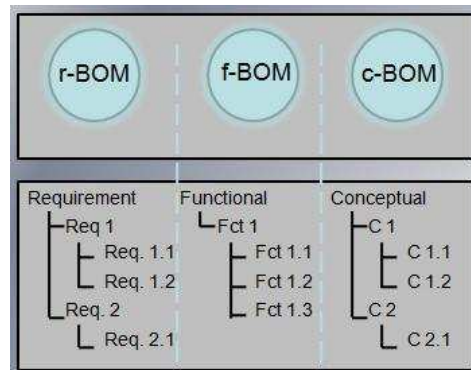 r-BOM
f-BOM
c-BOM
Requirement
Req 1
Req. 1.1
Req. 1.2
Req. 2
Req. 2.1
Functional
Fct 1
Fct 1.1
Fct 1.2
Fct 1.3
Conceptual
C 1
C 1.1
C 1.2
C 2
C 2.1